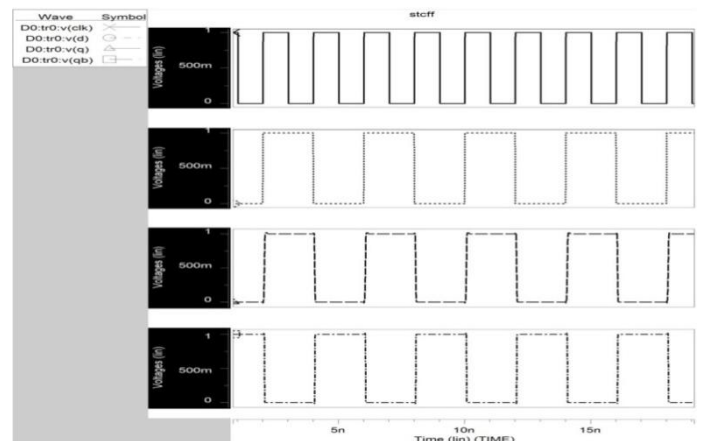 stcff
Wave Symbol
D0:tr0:v(clk)
D0:tr0:v(d)
D0:tr0:v(q)
D0:tr0:v(qb)
Voltages (lin)
1
500m
0
Voltages (lin)
1
500m
0
Voltages (lin)
1
500m
0
Voltages (lin)
1
500m
0
5n 10n 15n
Time (lin) (TIME)